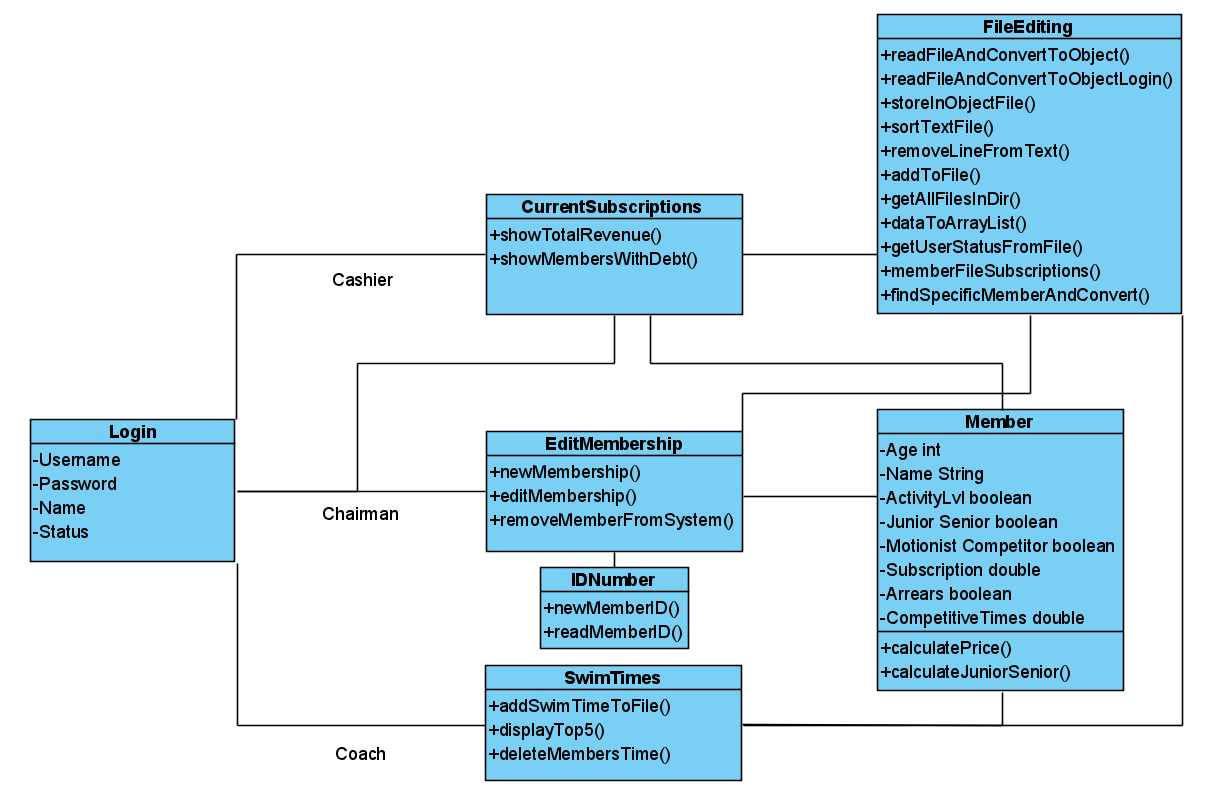 FileEditing
+readFileAndConvertToObject()
+readFileAndConvertToObjectLogin()
+storeInObjectFile()
+sortTextFile()
+removeLineFromText()
+addToFile()
+getAllFilesInDir()
+dataToArrayList()
+getUserStatusFromFile()
+memberFileSubscriptions()
+findSpecificMemberAndConvert()
CurrentSubscriptions
+showTotalRevenue()
+showMembersWithDebt()
Cashier
Login
-Username
-Password
-Name
-Status
Chairman
EditMembership
+newMembership()
+editMembership()
+removeMemberFromSystem()
Member
-Age int
-Name String
-ActivityLvl boolean
-Junior Senior boolean
-Motionist Competitor boolean
-Subscription double
-Arrears boolean
-CompetitiveTimes double
+calculatePrice()
+calculateJuniorSenior()
IDNumber
+newMemberID()
+readMemberID()
SwimTimes
+addSwimTimeToFile()
+displayTop5()
+deleteMembersTime()
Coach